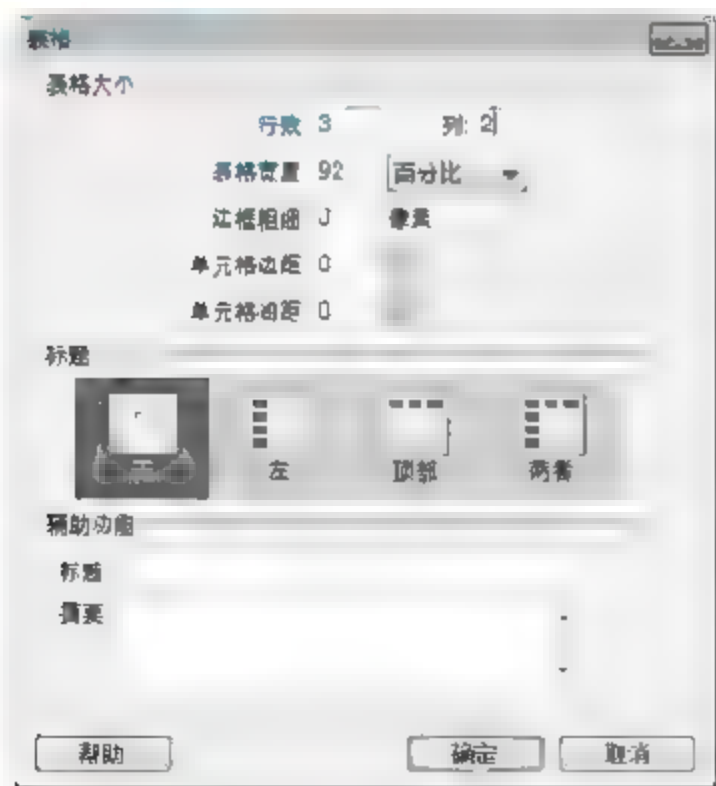 表格
表格大小
行数 3 列: 2
表格宽度 92 百分比
边框粗细 像素
单元格边距 0
单元格间距 0
标题
无 左 顶部 两者
辅助功能
标题
摘要
帮助 确定 取消